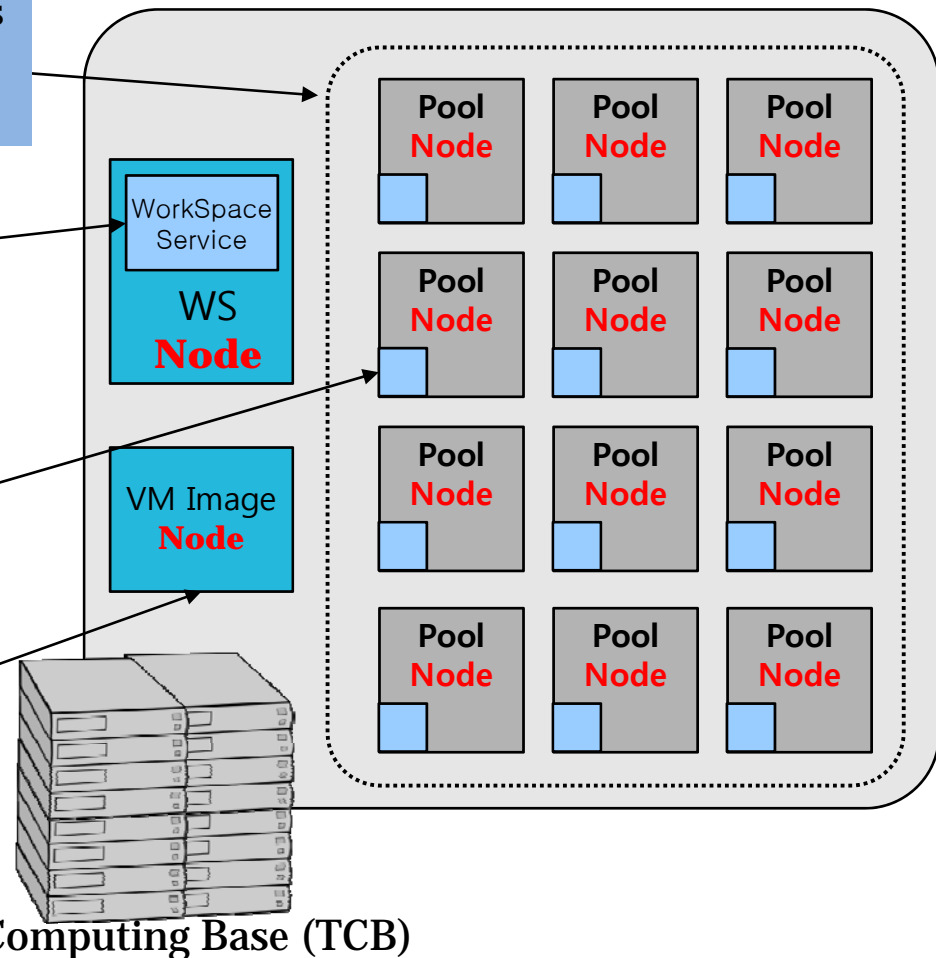 WorkSpace
Service
WS
Node
VM Image
Node
Pool Pool Pool
Node Node Node
Pool Pool Pool
Node Node Node
Pool Pool Pool
Node Node Node
Pool Pool Pool
Node Node Node
Computing Base (TCB)